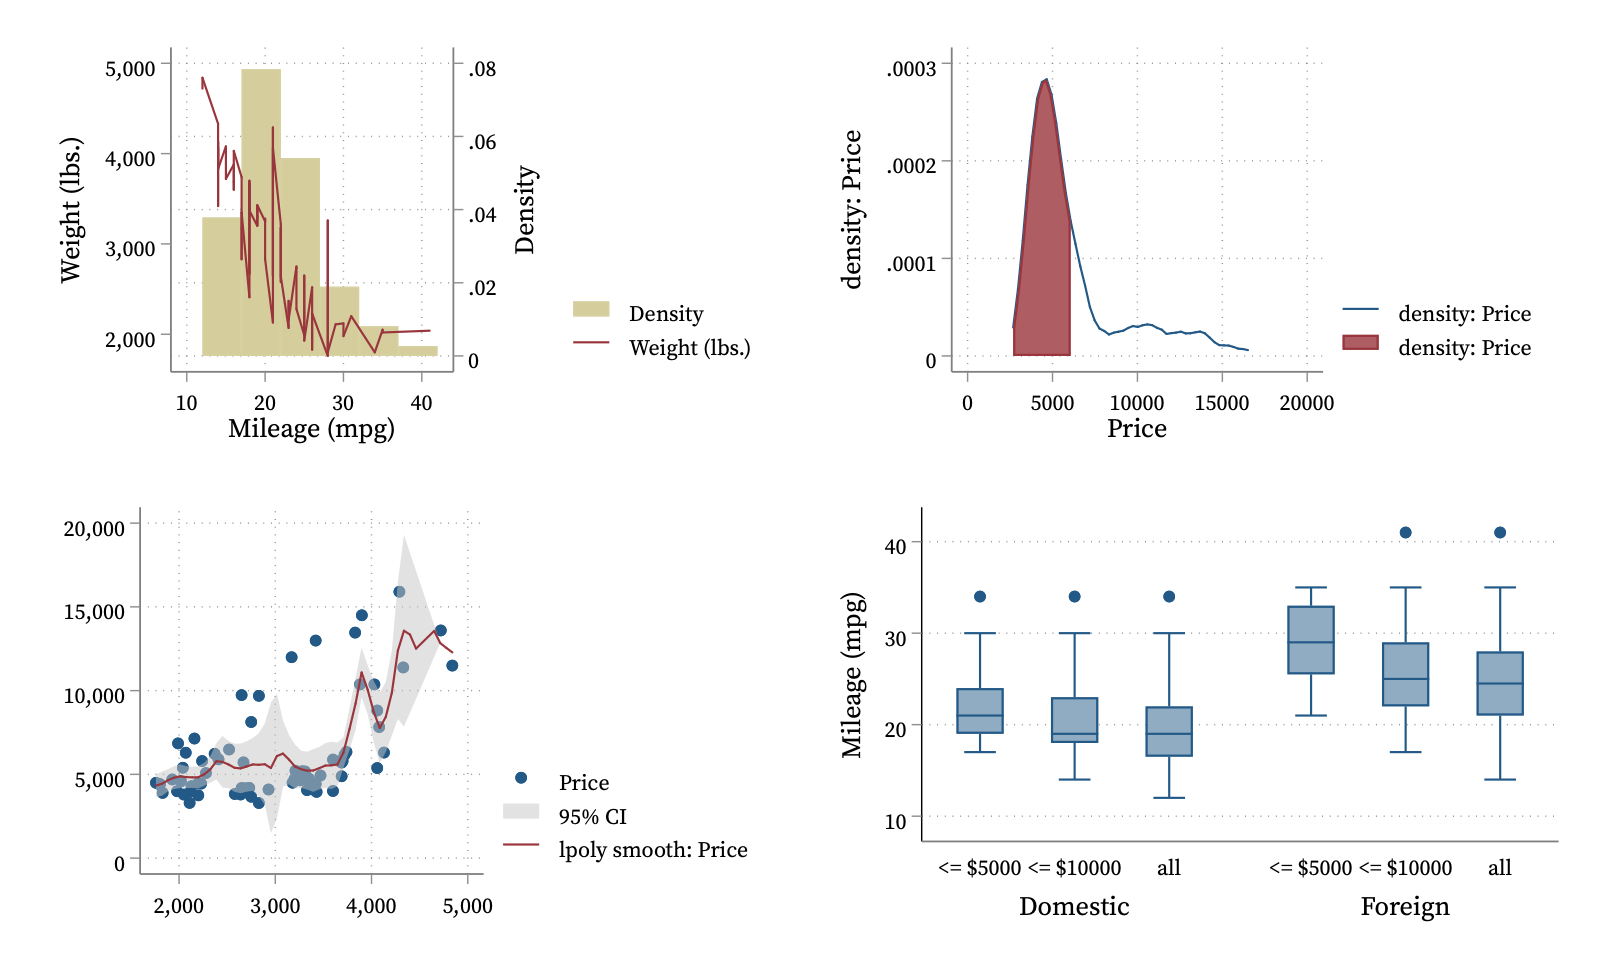 5,000
4,000
3,000
2,000
Weight (lbs.)
.08
.06
.04
.02
0
Density
10 20 30 40
Mileage (mpg)
Density
Weight (lbs.)
.0003
.0002
.0001
0
density: Price
0 5000 10000 15000 20000
Price
density: Price
density: Price
20,000
15,000
10,000
5,000
0
2,000 3,000 4,000 5,000
Price
95% CI
lpoly smooth: Price
40
30
20
10
Mileage (mpg)
<= $5000 <= $10000 all <= $5000 <= $10000 all
Domestic Foreign